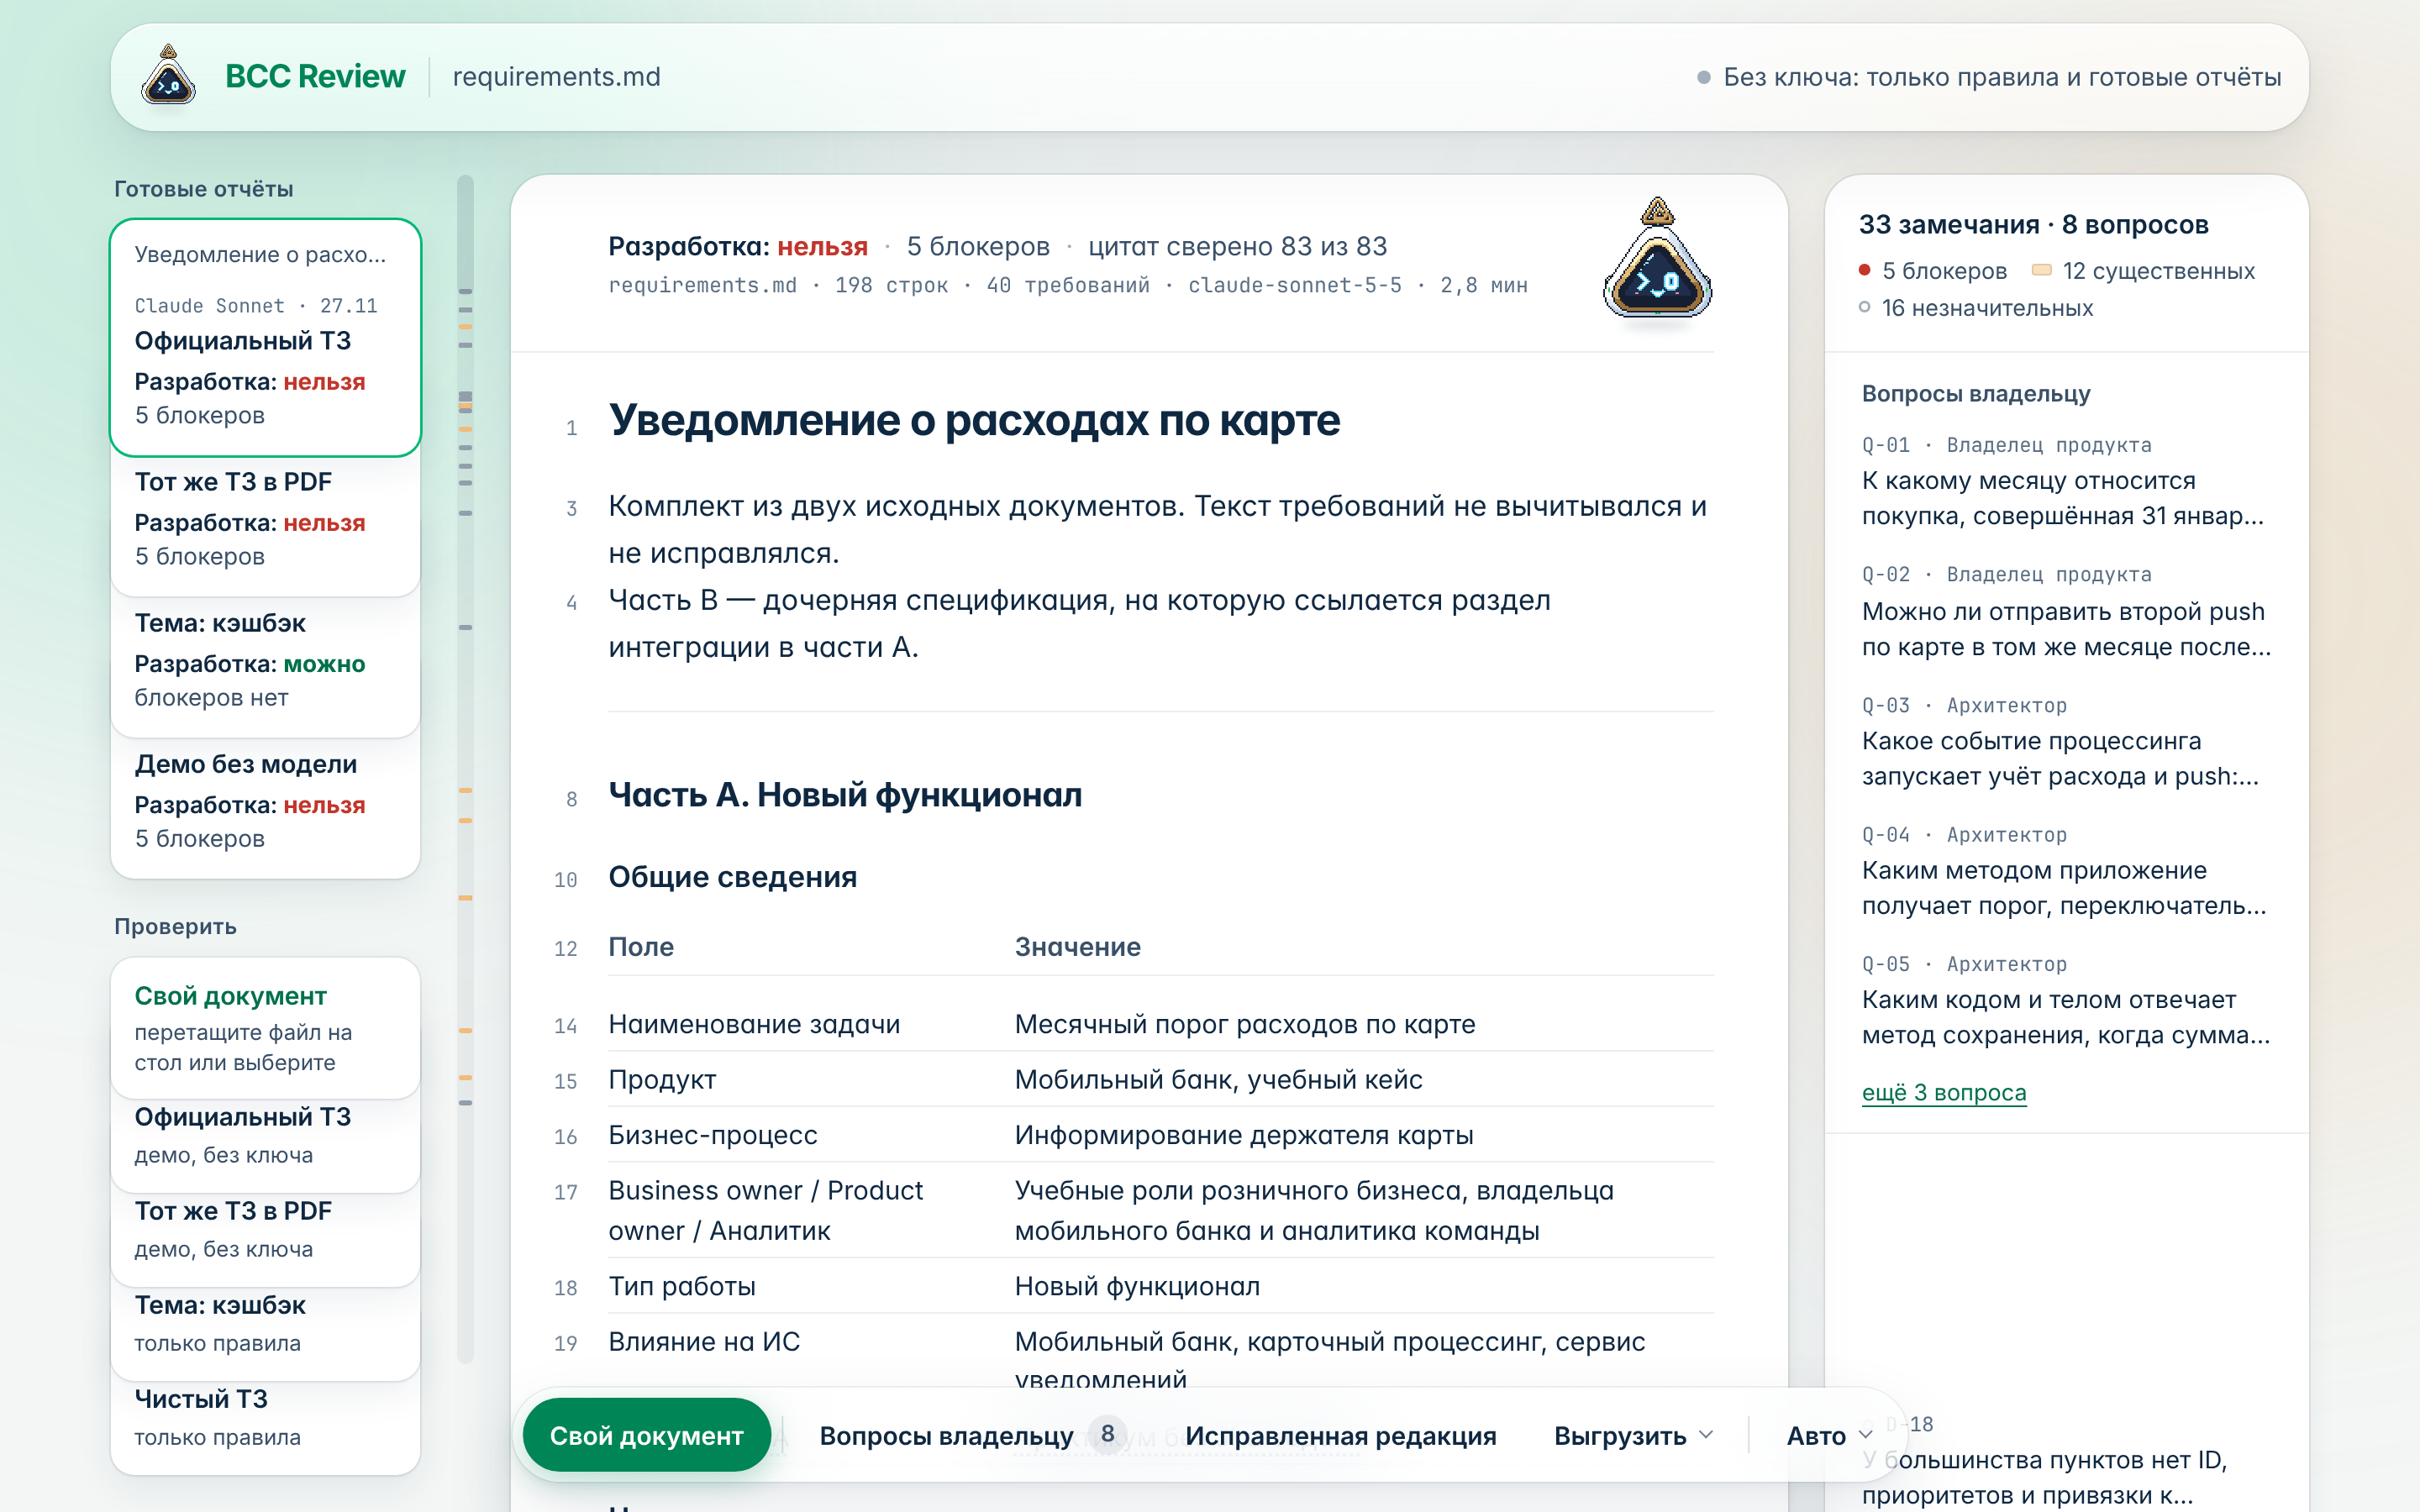 BCC Review
requirements.md
Без ключа: только правила и готовые отчёты
Готовые отчёты
Уведомление о расхо...
Claude Sonnet · 27.11
Официальный ТЗ
Разработка: нельзя
5 блокеров
Тот же ТЗ в PDF
Разработка: нельзя
5 блокеров
Тема: кэшбэк
Разработка: можно
блокеров нет
Демо без модели
Разработка: нельзя
5 блокеров
Проверить
Свой документ
перетащите файл на
стол или выберите
Официальный ТЗ
демо, без ключа
Тот же ТЗ в PDF
демо, без ключа
Тема: кэшбэк
только правила
Чистый ТЗ
только правила
Разработка: нельзя · 5 блокеров · цитат сверено 83 из 83
requirements.md · 198 строк · 40 требований · claude-sonnet-5-5 · 2,8 мин
1 Уведомление о расходах по карте
3 Комплект из двух исходных документов. Текст требований не вычитывался и
не исправлялся.
4 Часть B — дочерняя спецификация, на которую ссылается раздел
интеграции в части A.
8 Часть A. Новый функционал
10 Общие сведения
12 Поле Значение
14 Наименование задачи Месячный порог расходов по карте
15 Продукт Мобильный банк, учебный кейс
16 Бизнес-процесс Информирование держателя карты
17 Business owner / Product Учебные роли розничного бизнеса, владельца
owner / Аналитик мобильного банка и аналитика команды
18 Тип работы Новый функционал
19 Влияние на ИС Мобильный банк, карточный процессинг, сервис
уведомлений
33 замечания · 8 вопросов
5 блокеров 12 существенных
16 незначительных
Вопросы владельцу
Q-01 · Владелец продукта
К какому месяцу относится
покупка, совершённая 31 январ...
Q-02 · Владелец продукта
Можно ли отправить второй push
по карте в том же месяце после...
Q-03 · Архитектор
Какое событие процессинга
запускает учёт расхода и push:...
Q-04 · Архитектор
Каким методом приложение
получает порог, переключатель...
Q-05 · Архитектор
Каким кодом и телом отвечает
метод сохранения, когда сумма...
ещё 3 вопроса
D-18
У большинства пунктов нет ID,
приоритетов и привязки к...
Свой документ Вопросы владельцу 8 Исправленная редакция Выгрузить Авто